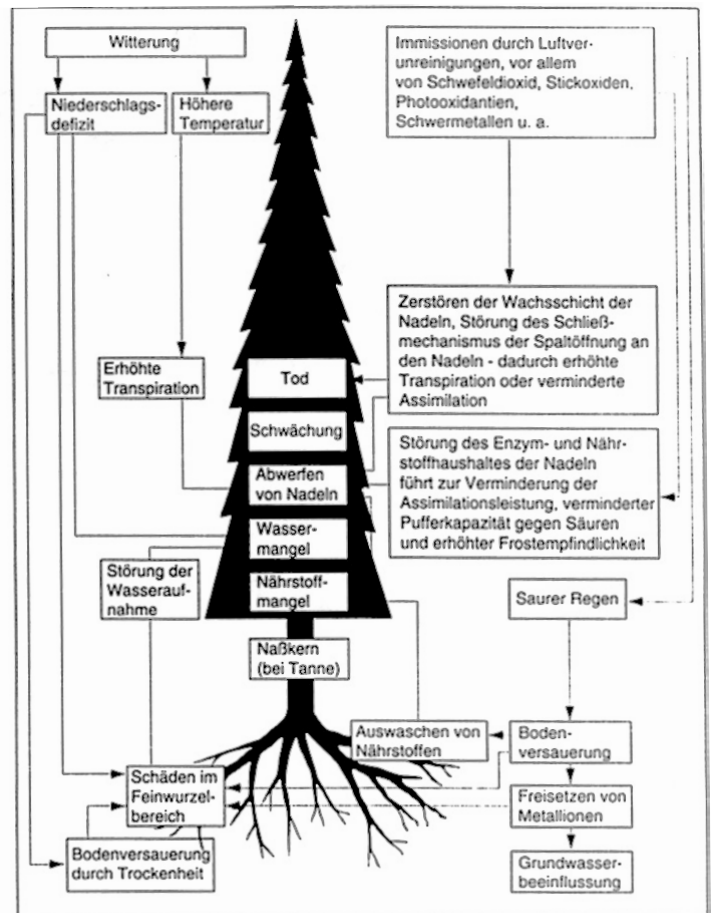 Witterung
Niederschlags-
defizit
Höhere
Temperatur
Immissionen durch Luftver-
unreinigungen, vor allem
von Schwefeldioxid, Stickoxiden,
Photooxidantien,
Schwermetallen u. a.
Zerstören der Wachsschicht der
Nadeln, Störung des Schließ-
mechanismus der Spaltöffnung an
den Nadeln - dadurch erhöhte
Transpiration oder verminderte
Assimilation
Erhöhte
Transpiration
Tod
Schwächung
Abwerfen
von Nadeln
Wasser-
mangel
Nährstoff-
mangel
Störung des Enzym- und Nähr-
stoffhaushaltes der Nadeln
führt zur Verminderung der
Assimilationsleistung, verminderter
Pufferkapazität gegen Säuren
und erhöhter Frostempfindlichkeit
Störung der
Wasserauf-
nahme
Saurer Regen
Naßkern
(bei Tanne)
Auswaschen von
Nährstoffen
Boden-
versauerung
Schäden im
Feinwurzel-
bereich
Freisetzen von
Metallionen
Bodenversauerung
durch Trockenheit
Grundwasser-
beeinflussung